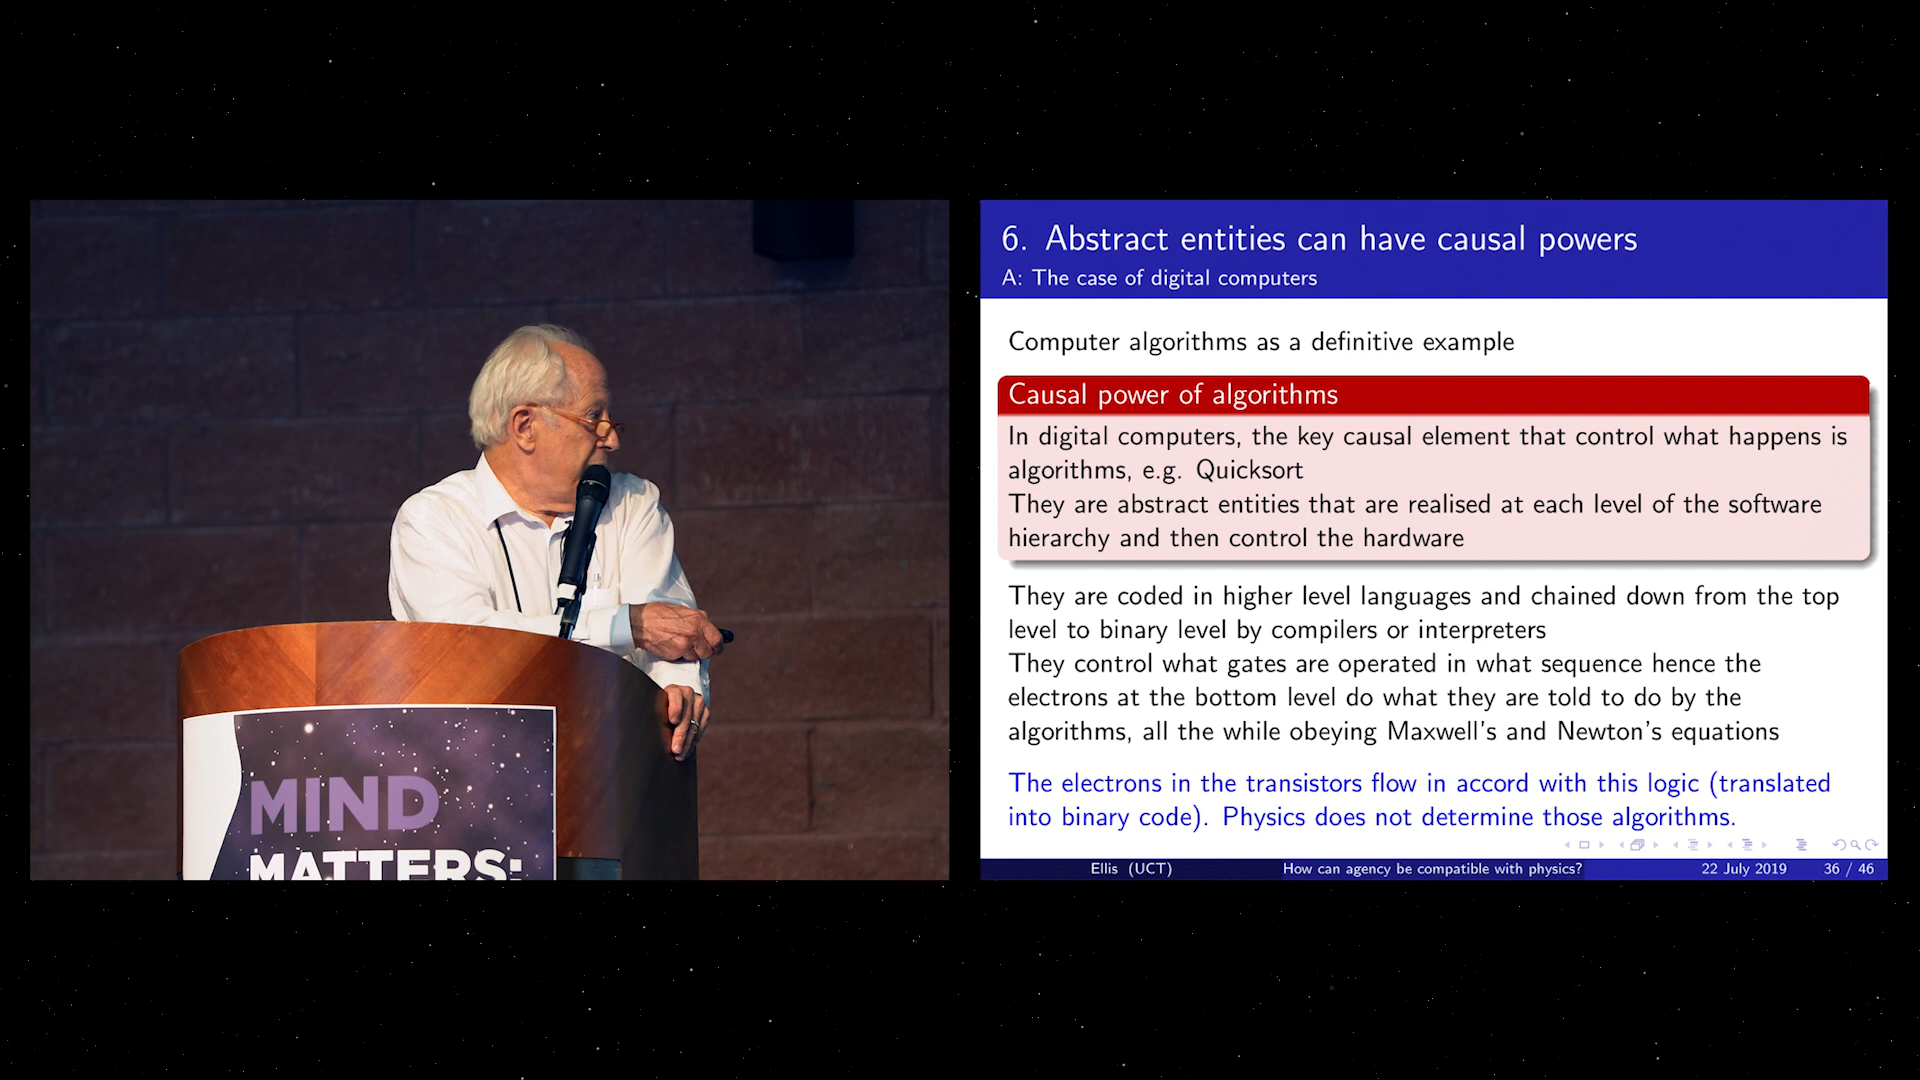 MIND
MATTERS:
6. Abstract entities can have causal powers
A: The case of digital computers
Computer algorithms as a definitive example
Causal power of algorithms
In digital computers, the key causal element that control what happens is
algorithms, e.g. Quicksort
They are abstract entities that are realised at each level of the software
hierarchy and then control the hardware
They are coded in higher level languages and chained down from the top
level to binary level by compilers or interpreters
They control what gates are operated in what sequence hence the
electrons at the bottom level do what they are told to do by the
algorithms, all the while obeying Maxwell's and Newton's equations
The electrons in the transistors flow in accord with this logic (translated
into binary code). Physics does not determine those algorithms.
Ellis (UCT) How can agency be compatible with physics? 22 July 2019 36 / 46